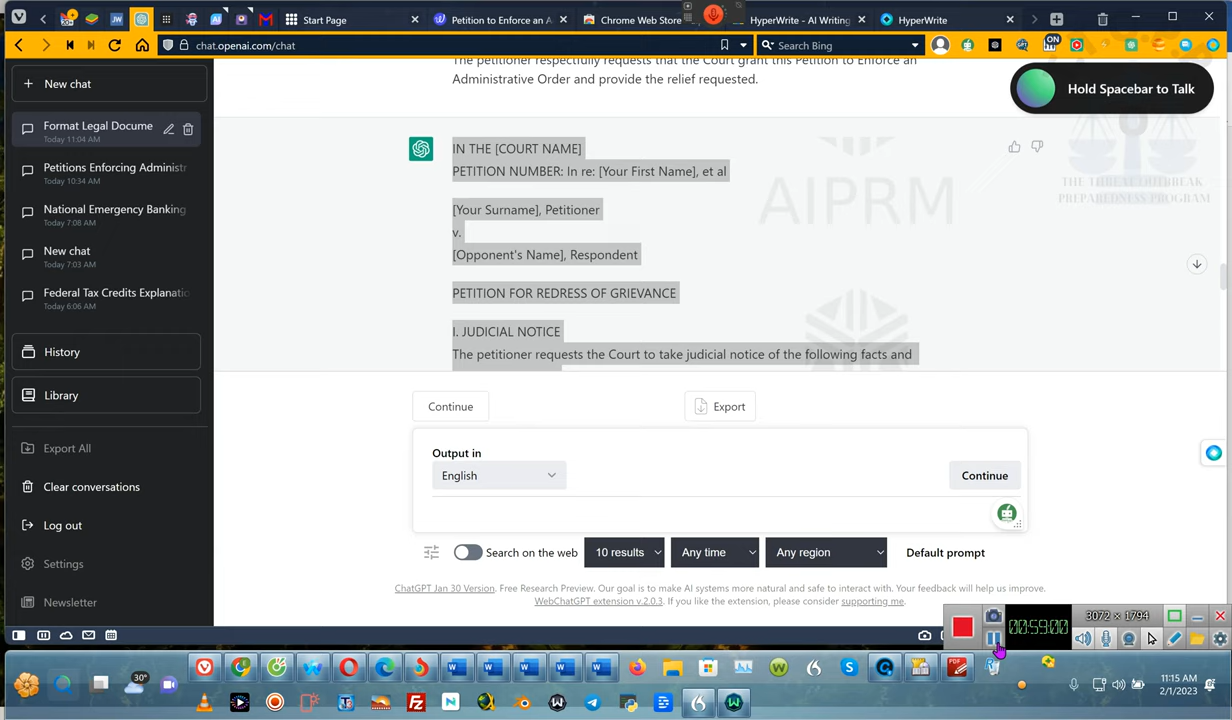 Start Page
Petition to Enforce an A
Chrome Web Store
HyperWrite - AI Writing
HyperWrite
chat.openai.com/chat
Search Bing
ON
New chat
Format Legal Docume
Today 11:04 AM
Petitions Enforcing Administr
Today 10:34 AM
National Emergency Banking
Today 7:08 AM
New chat
Today 7:03 AM
Federal Tax Credits Explanatio
Today 6:06 AM
History
Library
Export All
Clear conversations
Log out
Settings
Newsletter
The petitioner respectfully requests that the Court grant this Petition to Enforce an
Administrative Order and provide the relief requested.
Hold Spacebar to Talk
THE THREAT OUTBREAK
PREPAREDNESS PROGRAM
AIPRM
IN THE [COURT NAME]
PETITION NUMBER: In re: [Your First Name], et al
[Your Surname], Petitioner
v.
[Opponent's Name], Respondent
PETITION FOR REDRESS OF GRIEVANCE
I. JUDICIAL NOTICE
The petitioner requests the Court to take judicial notice of the following facts and
Continue
Export
Output in
English
Continue
Search on the web
10 results
Any time
Any region
Default prompt
ChatGPT Jan 30 Version. Free Research Preview. Our goal is to make AI systems more natural and safe to interact with. Your feedback will help us improve.
WebChatGPT extension v.2.0.3. If you like the extension, please consider supporting me.
00:59:00
3072 × 1794
30°
11:15 AM
2/1/2023